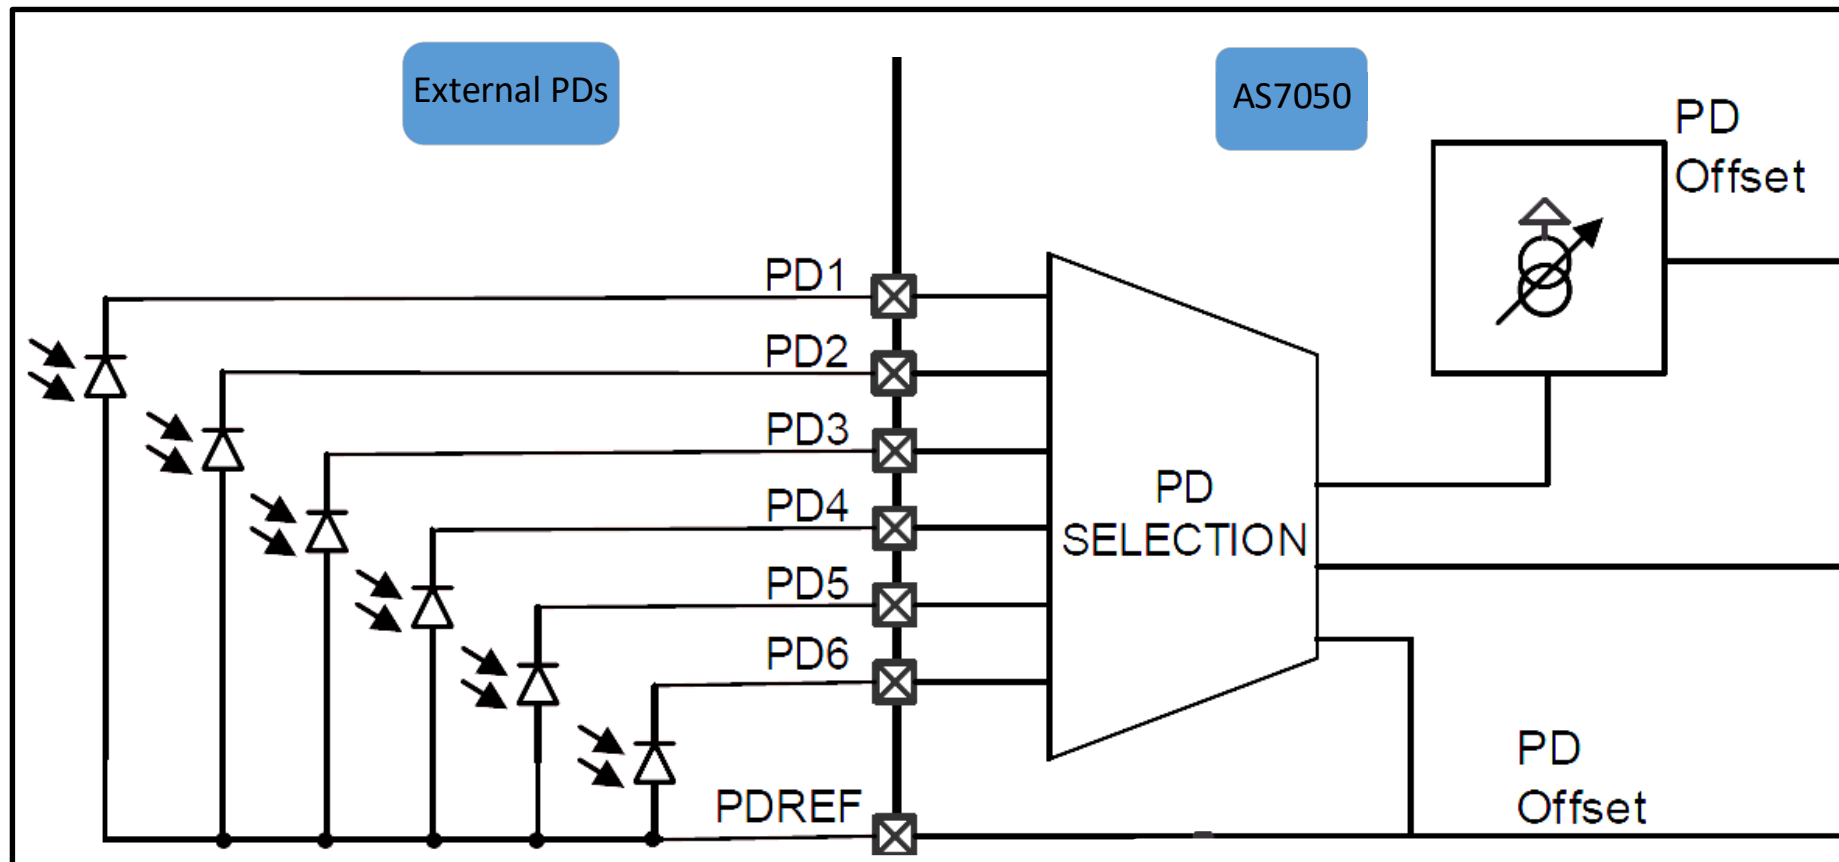 External PDs
AS7050
PD
Offset
PD1
PD2
PD3
PD4
PD5
PD6
PDREF
PD
SELECTION
PD
Offset